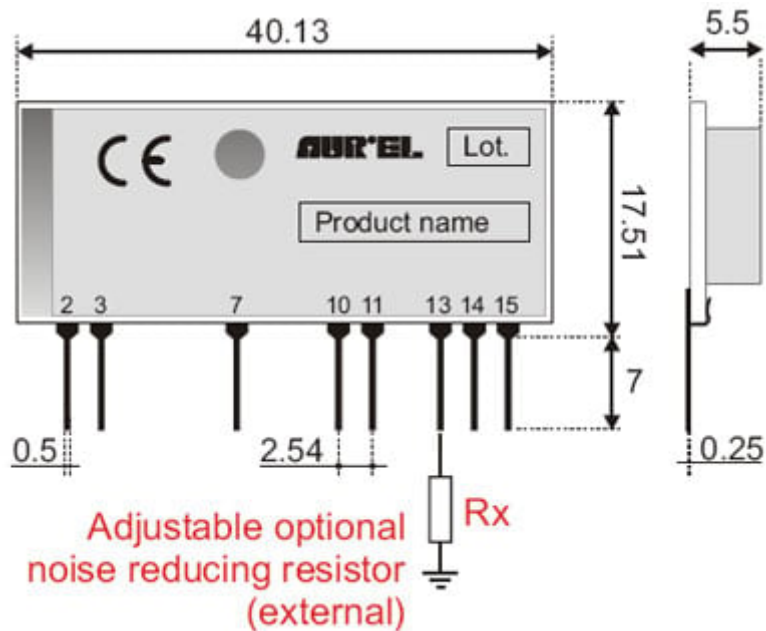 40.13
5.5
CE
AUR°EL
Lot.
Product name
17.51
2 3 7 10 11 13 14 15
7
0.5
2.54
0.25
Rx
Adjustable optional
noise reducing resistor
(external)